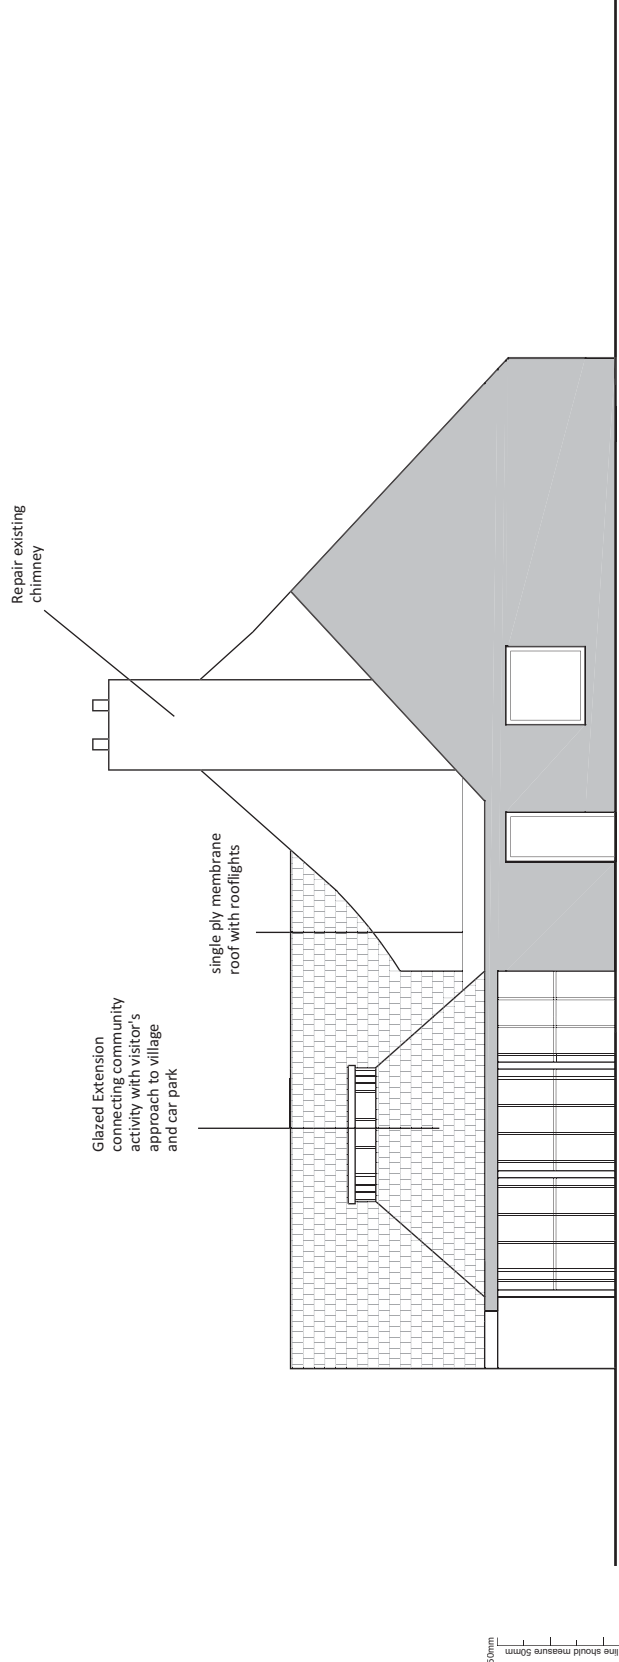 Repair existing
chimney
single ply membrane
roof with rooflights
Glazed Extension
connecting community
activity with visitor's
approach to village
and car park
line should measure 50mm